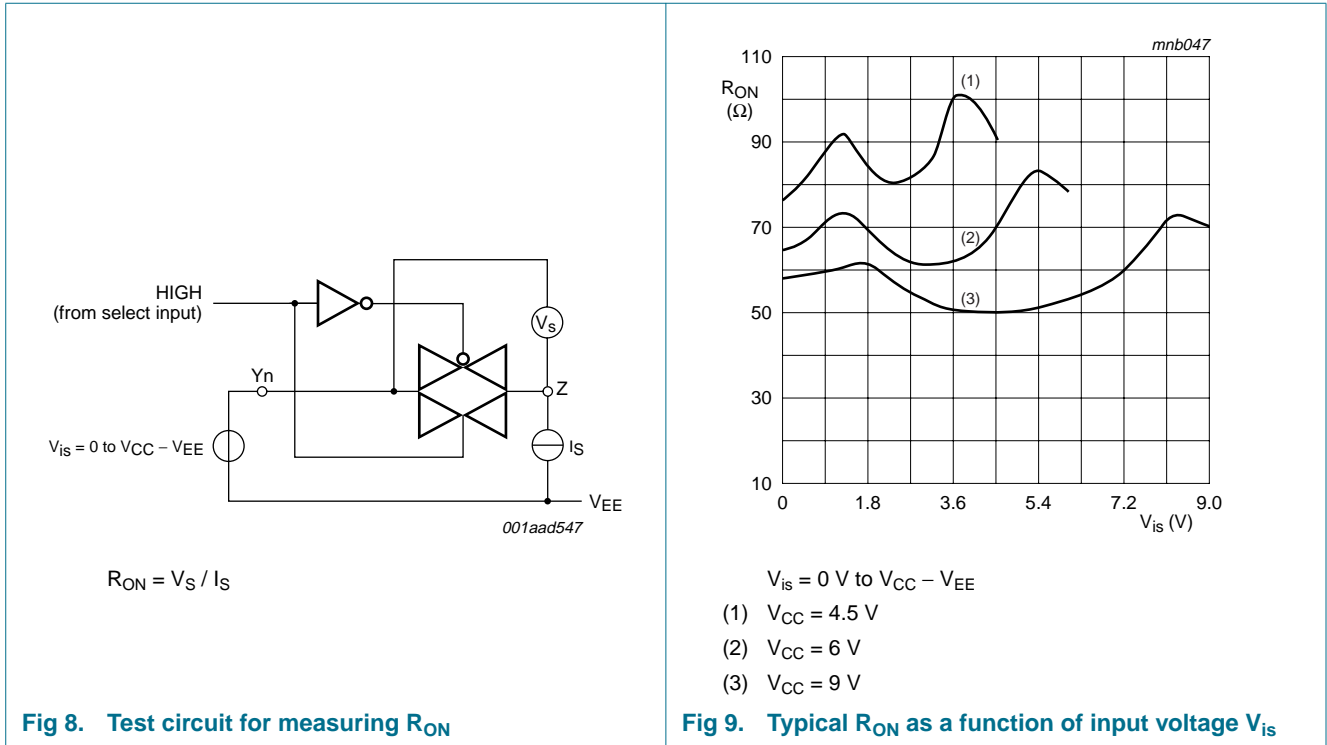 HIGH
(from select input)
Vs
Yn
Z
Vis = 0 to VCC − VEE
IS
VEE
001aad547
RON = VS / IS
Fig 8. Test circuit for measuring RON
mnb047
110
RON
(Ω)
(1)
90
70
(2)
(3)
50
30
10
0 1.8 3.6 5.4 7.2 9.0
Vis (V)
Vis = 0 V to VCC − VEE
(1) VCC = 4.5 V
(2) VCC = 6 V
(3) VCC = 9 V
Fig 9. Typical RON as a function of input voltage Vis